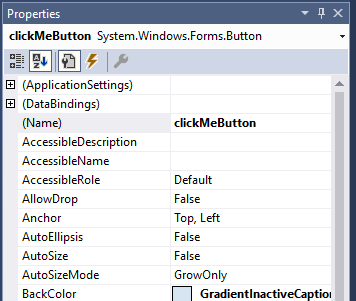 Properties
clickMeButton System.Windows.Forms.Button
(ApplicationSettings)
(DataBindings)
(Name) clickMeButton
AccessibleDescription
AccessibleName
AccessibleRole Default
AllowDrop False
Anchor Top, Left
AutoEllipsis False
AutoSize False
AutoSizeMode GrowOnly
BackColor GradientInactiveCaption